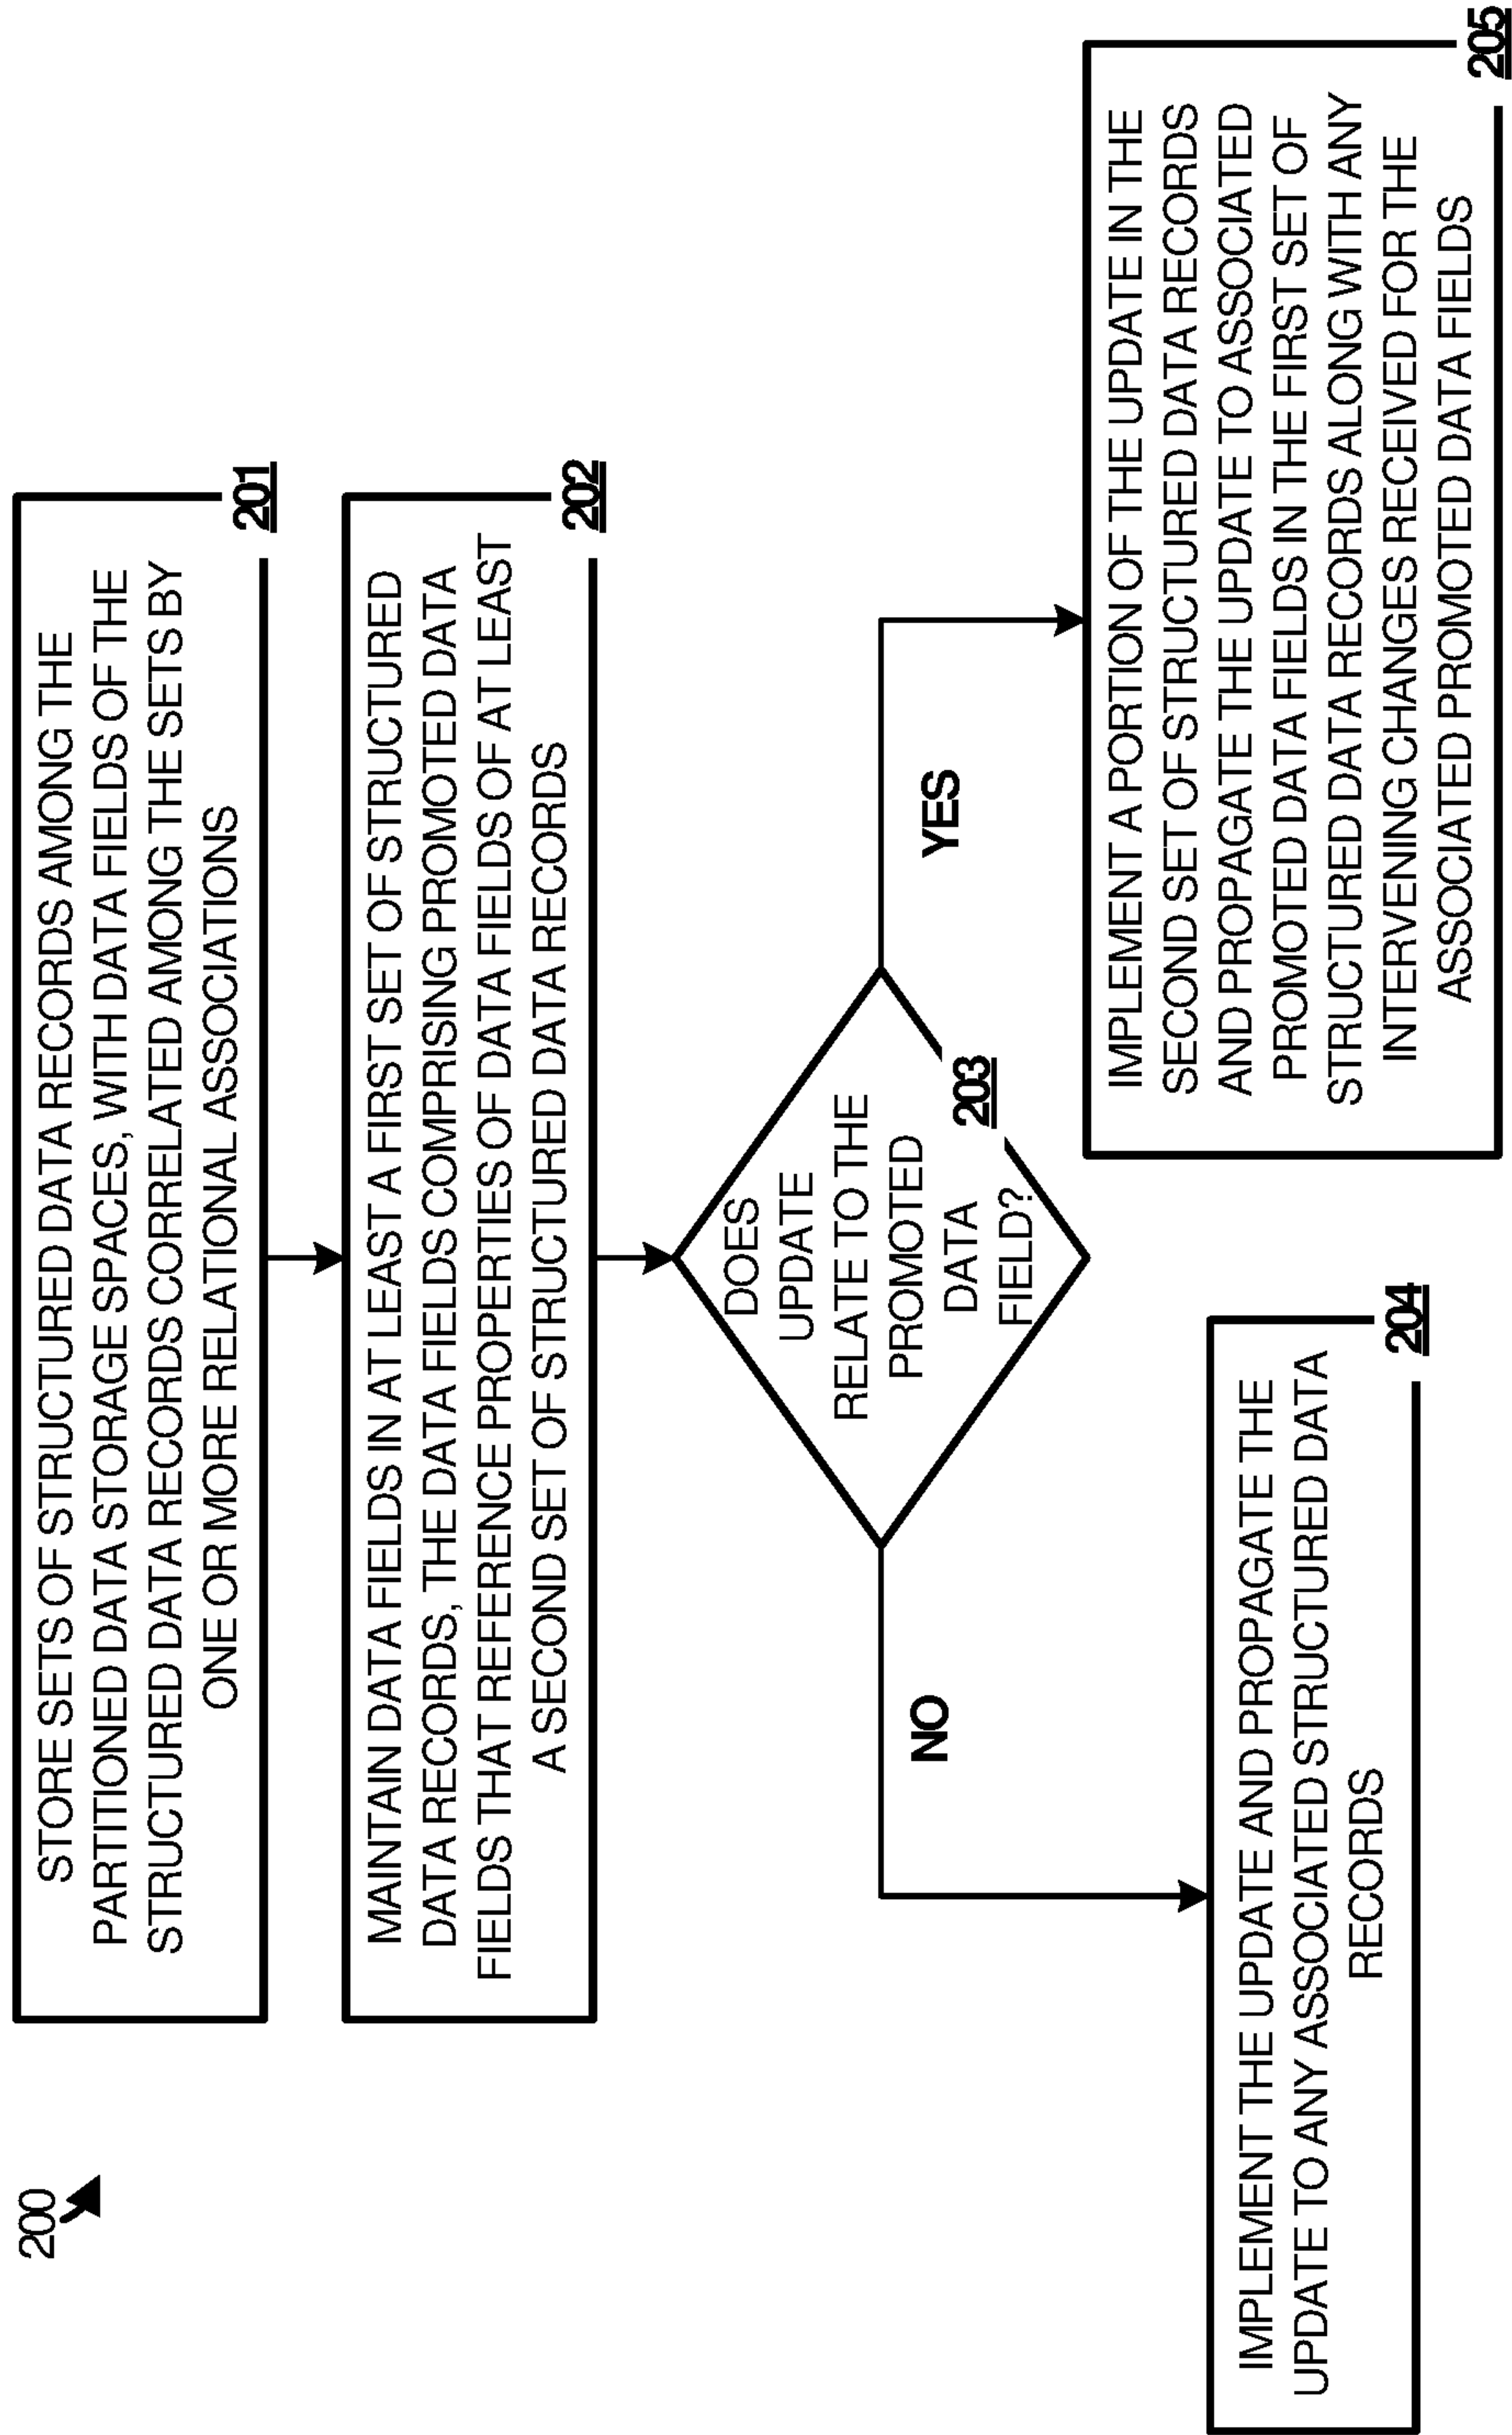 200
STORE SETS OF STRUCTURED DATA RECORDS AMONG THE
PARTITIONED DATA STORAGE SPACES, WITH DATA FIELDS OF THE
STRUCTURED DATA RECORDS CORRELATED AMONG THE SETS BY
ONE OR MORE RELATIONAL ASSOCIATIONS
201
MAINTAIN DATA FIELDS IN AT LEAST A FIRST SET OF STRUCTURED
DATA RECORDS, THE DATA FIELDS COMPRISING PROMOTED DATA
FIELDS THAT REFERENCE PROPERTIES OF DATA FIELDS OF AT LEAST
A SECOND SET OF STRUCTURED DATA RECORDS
202
DOES
UPDATE
RELATE TO THE
PROMOTED
DATA
FIELD?
203
NO
YES
IMPLEMENT THE UPDATE AND PROPAGATE THE
UPDATE TO ANY ASSOCIATED STRUCTURED DATA
RECORDS
204
IMPLEMENT A PORTION OF THE UPDATE IN THE
SECOND SET OF STRUCTURED DATA RECORDS
AND PROPAGATE THE UPDATE TO ASSOCIATED
PROMOTED DATA FIELDS IN THE FIRST SET OF
STRUCTURED DATA RECORDS ALONG WITH ANY
INTERVENING CHANGES RECEIVED FOR THE
ASSOCIATED PROMOTED DATA FIELDS
205